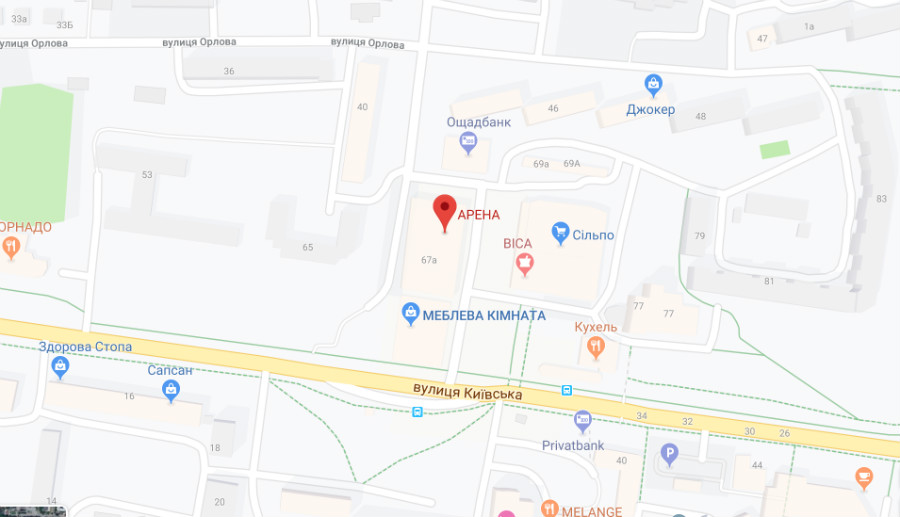 33а
33Б
1а
47
вулиця Орлова
вулиця Орлова
вулиця Орлова
36
40
46
Джокер
48
Ощадбанк
69а
69А
53
83
АРЕНА
ОРНАДО
ВІСА
Сільпо
79
65
67а
81
77
77
МЕБЛЕВА КІМНАТА
Кухель
Здорова Стопа
Сапсан
вулиця Київська
16
34
32
30
26
18
Privatbank
P
40
44
20
14
MELANGE